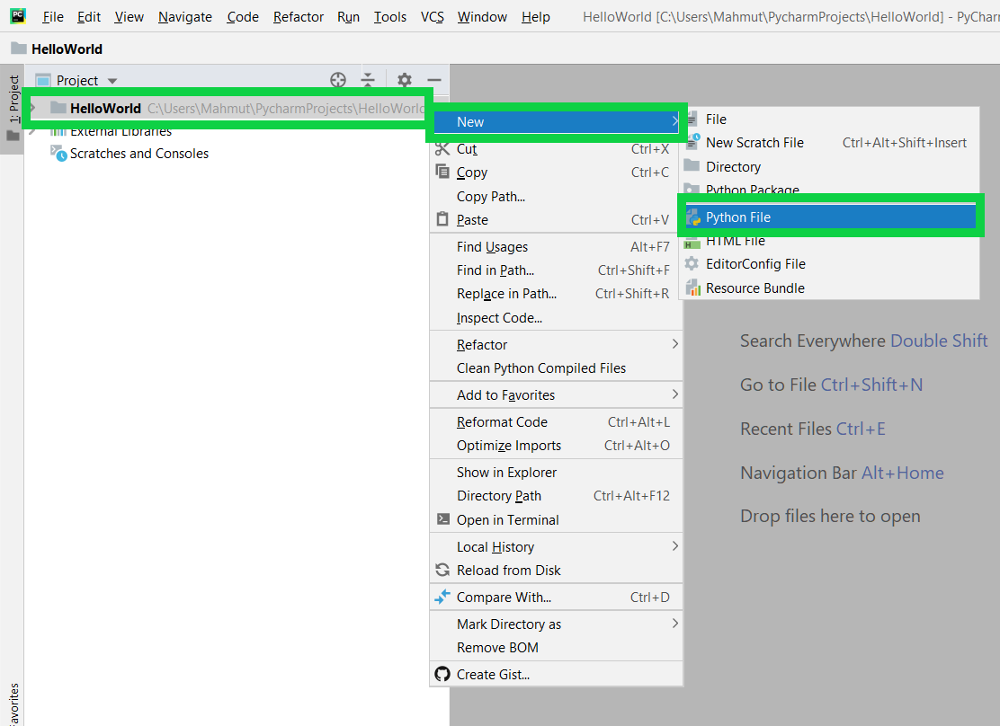 PC
File Edit View Navigate Code Refactor Run Tools VCS Window Help HelloWorld [C:\Users\Mahmut\PycharmProjects\HelloWorld] - PyChar
HelloWorld
1: Project
Project
HelloWorld C:\Users\Mahmut\PycharmProjects\HelloWorld
External Libraries
Scratches and Consoles
New
Cut Ctrl+X
Copy Ctrl+C
Copy Path...
Paste Ctrl+V
Find Usages Alt+F7
Find in Path... Ctrl+Shift+F
Replace in Path... Ctrl+Shift+R
Inspect Code...
Refactor
Clean Python Compiled Files
Add to Favorites
Reformat Code Ctrl+Alt+L
Optimize Imports Ctrl+Alt+O
Show in Explorer
Directory Path Ctrl+Alt+F12
Open in Terminal
Local History
Reload from Disk
Compare With... Ctrl+D
Mark Directory as
Remove BOM
Create Gist...
File
New Scratch File Ctrl+Alt+Shift+Insert
Directory
Python Package
Python File
H HTML File
EditorConfig File
Resource Bundle
Search Everywhere Double Shift
Go to File Ctrl+Shift+N
Recent Files Ctrl+E
Navigation Bar Alt+Home
Drop files here to open
avorites